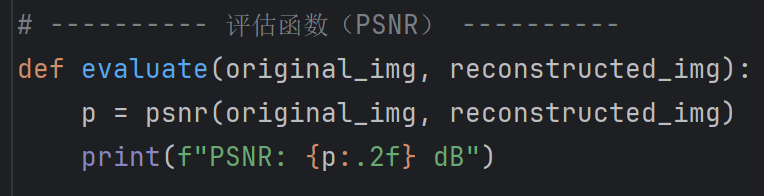 # ---------- 评估函数（PSNR） ----------
def evaluate(original_img, reconstructed_img):
    p = psnr(original_img, reconstructed_img)
    print(f"PSNR: {p:.2f} dB")